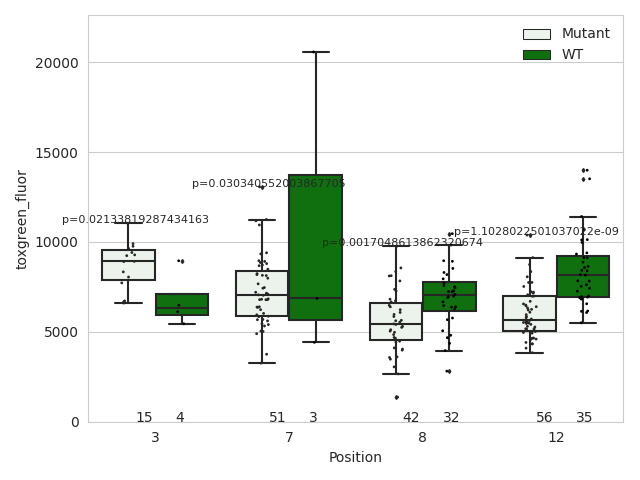 Mutant
WT
20000
15000
10000
5000
0
toxgreen_fluor
p=0.02133819287434163
p=0.030340552003867705
p=0.0017048613862320674
p=1.1028022501037022e-09
15 4 51 3 42 32 56 35
3 7 8 12
Position